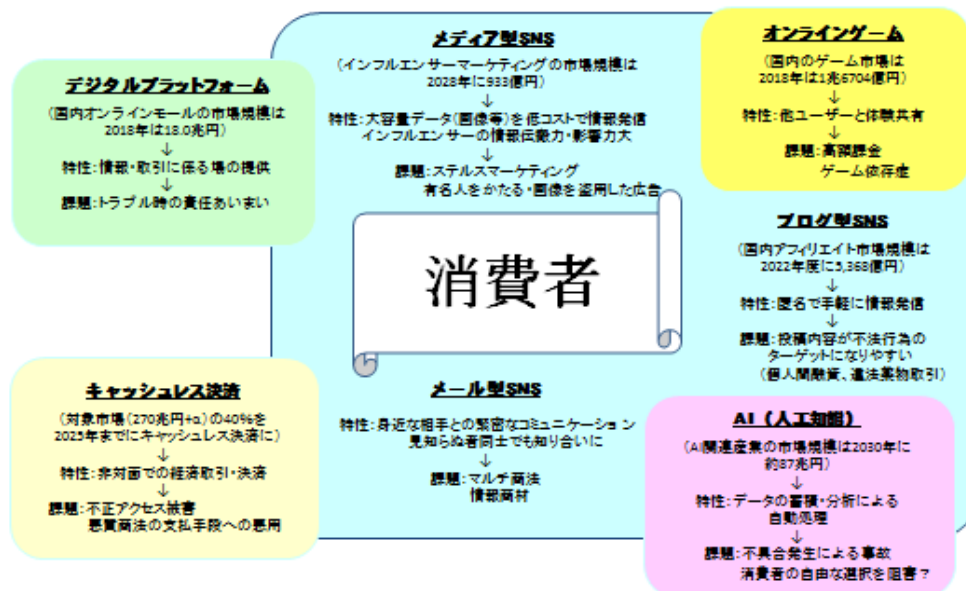 デジタルプラットフォーム
(国内オンラインモールの市場規模は
2018年は18.0兆円)
↓
特性:情報・取引に係る場の提供
↓
課題:トラブル時の責任あいまい
メディア型SNS
(インフルエンサーマーケティングの市場規模は
2028年に933億円)
↓
特性:大容量データ(画像等)を低コストで情報発信
インフルエンサーの情報伝搬力・影響力大
↓
課題:ステルスマーケティング
有名人をかたる・画像を盗用した広告
オンラインゲーム
(国内のゲーム市場は
2018年は1兆6704億円)
↓
特性:他ユーザーと体験共有
↓
課題:高額課金
ゲーム依存症
消費者
ブログ型SNS
(国内アフィリエイト市場規模は
2022年度に5,368億円)
↓
特性:匿名で手軽に情報発信
↓
課題:投稿内容が不法行為の
ターゲットになりやすい
(個人間融資、違法薬物取引)
キャッシュレス決済
(対象市場(270兆円+α)の40%を
2025年までにキャッシュレス決済に)
↓
特性:非対面での経済取引・決済
↓
課題:不正アクセス被害
悪質商法の支払手段への悪用
メール型SNS
特性:身近な相手との緊密なコミュニケーション
見知らぬ者同士でも知り合いに
↓
課題:マルチ商法
情報商材
AI(人工知能)
(AI関連産業の市場規模は2030年に
約87兆円)
↓
特性:データの蓄積・分析による
自動処理
↓
課題:不具合発生による事故
消費者の自由な選択を阻害?